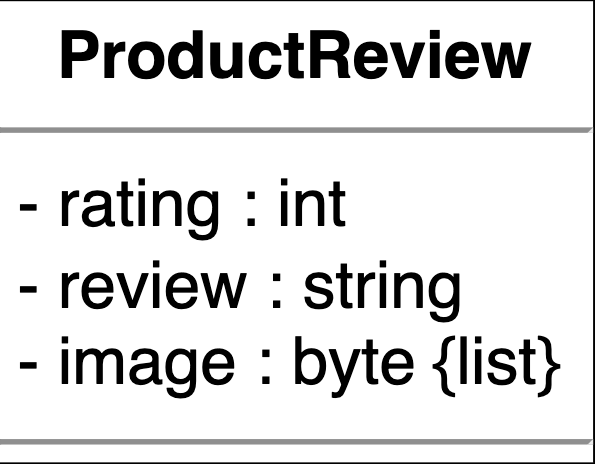 ProductReview
- rating : int
- review : string
- image : byte {list}